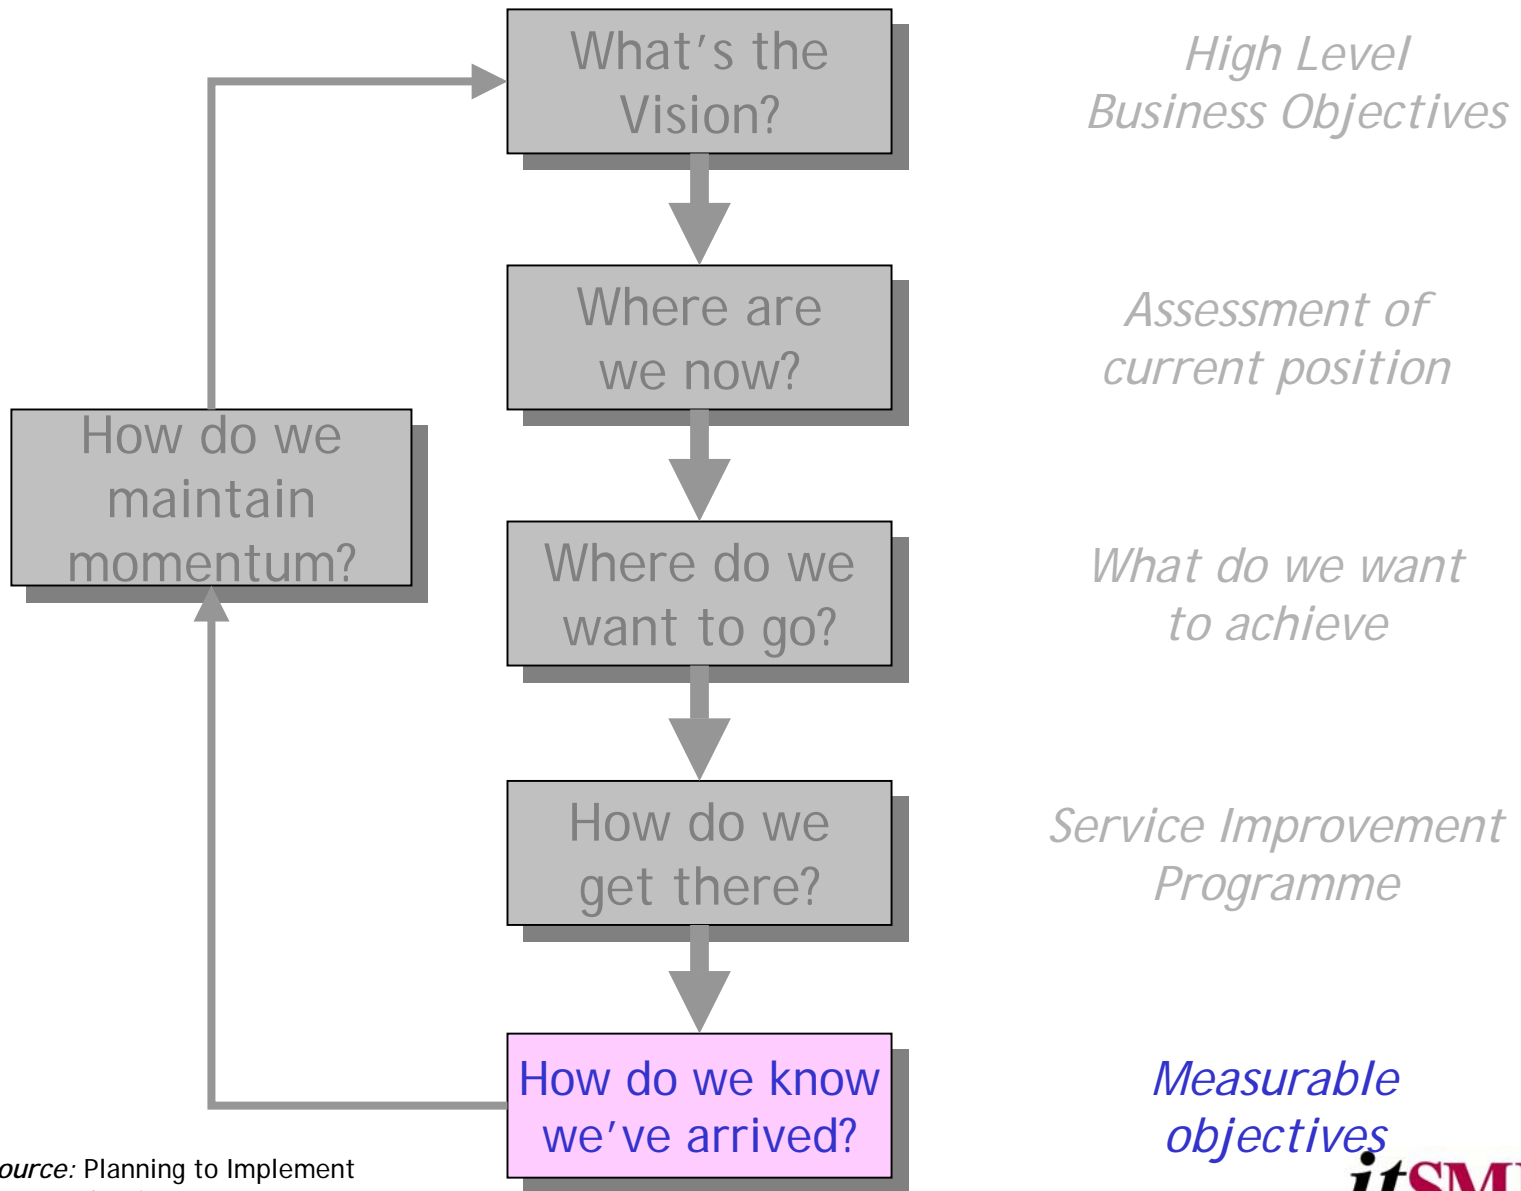 What's the
Vision?
High Level
Business Objectives
Where are
we now?
Assessment of
current position
How do we
maintain
momentum?
Where do we
want to go?
What do we want
to achieve
How do we
get there?
Service Improvement
Programme
How do we know
we've arrived?
Measurable
objectives
ource: Planning to Implement
itSM